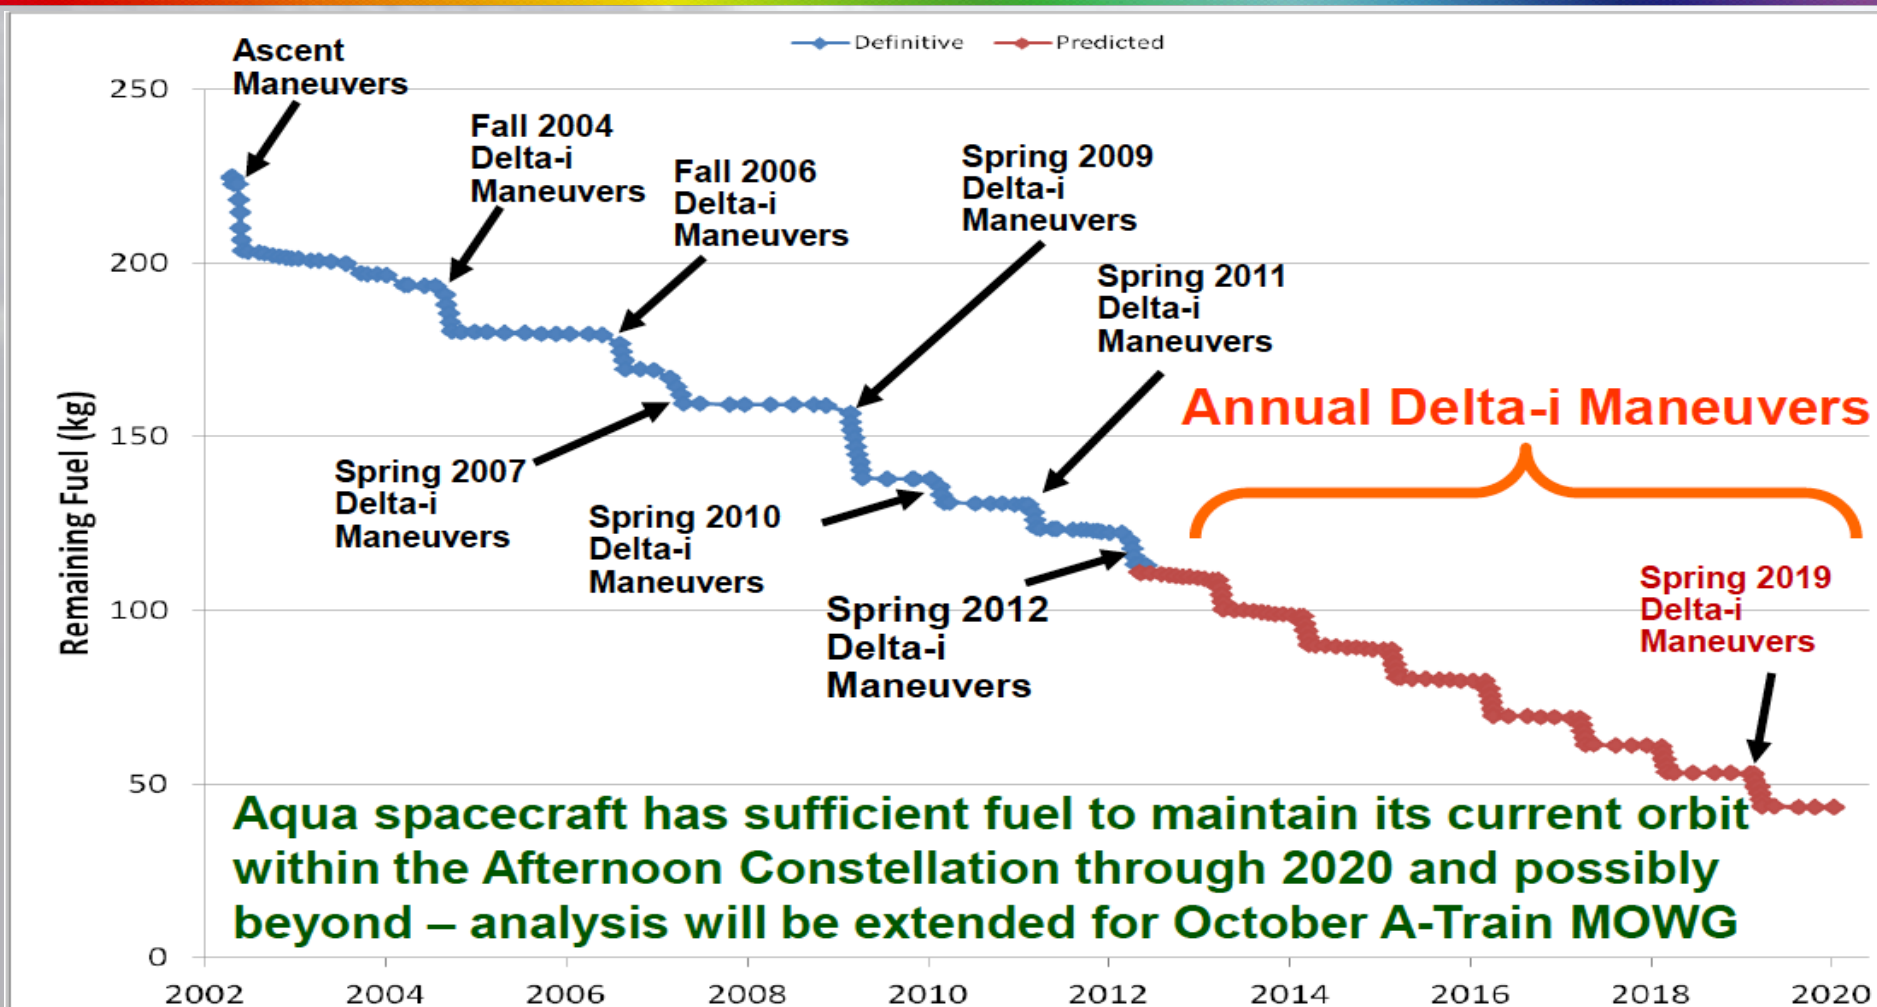 Definitive
Predicted
Ascent
Maneuvers
Fall 2004
Delta-i
Maneuvers
Fall 2006
Delta-i
Maneuvers
Spring 2009
Delta-i
Maneuvers
Spring 2011
Delta-i
Maneuvers
Annual Delta-i Maneuvers
Spring 2007
Delta-i
Maneuvers
Spring 2010
Delta-i
Maneuvers
Spring 2012
Delta-i
Maneuvers
Spring 2019
Delta-i
Maneuvers
Aqua spacecraft has sufficient fuel to maintain its current orbit
within the Afternoon Constellation through 2020 and possibly
beyond – analysis will be extended for October A-Train MOWG
Remaining Fuel (kg)
250
200
150
100
50
0
2002
2004
2006
2008
2010
2012
2014
2016
2018
2020